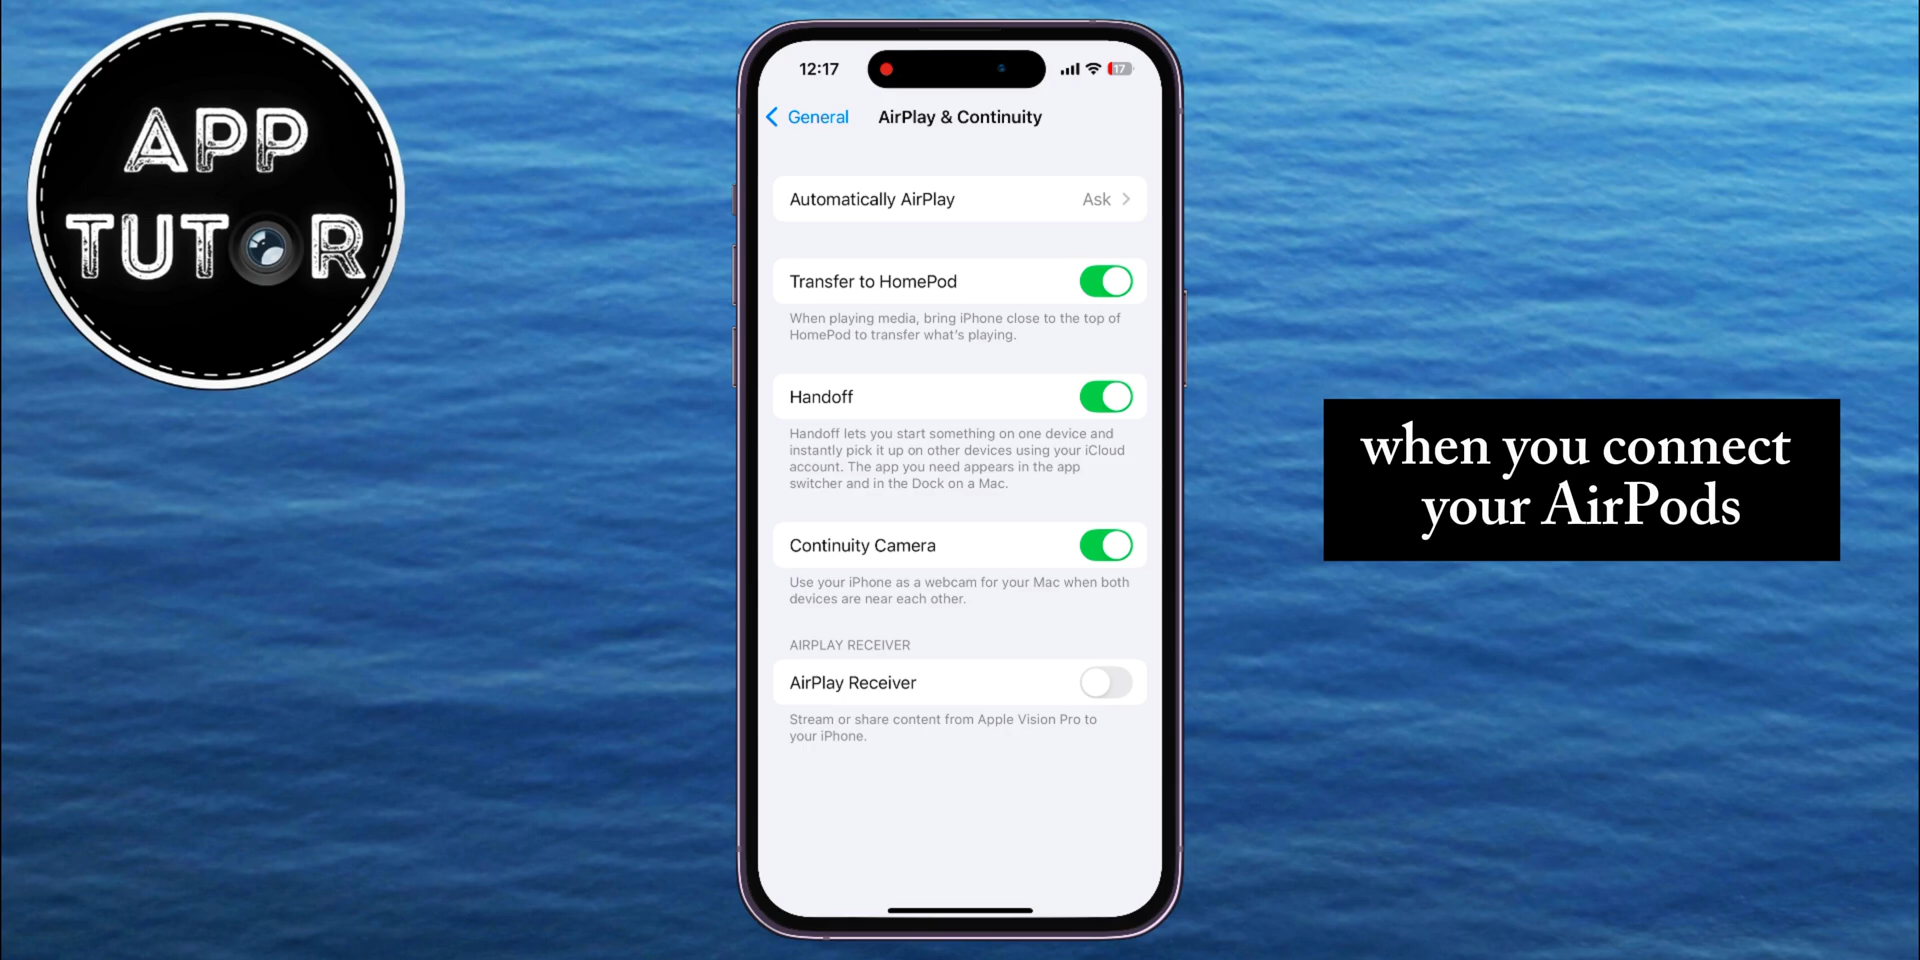 APP
TUTOR
12:17
17
General
AirPlay & Continuity
Automatically AirPlay
Ask
Transfer to HomePod
When playing media, bring iPhone close to the top of
HomePod to transfer what's playing.
Handoff
Handoff lets you start something on one device and
instantly pick it up on other devices using your iCloud
account. The app you need appears in the app
switcher and in the Dock on a Mac.
Continuity Camera
Use your iPhone as a webcam for your Mac when both
devices are near each other.
AIRPLAY RECEIVER
AirPlay Receiver
Stream or share content from Apple Vision Pro to
your iPhone.
when you connect
your AirPods